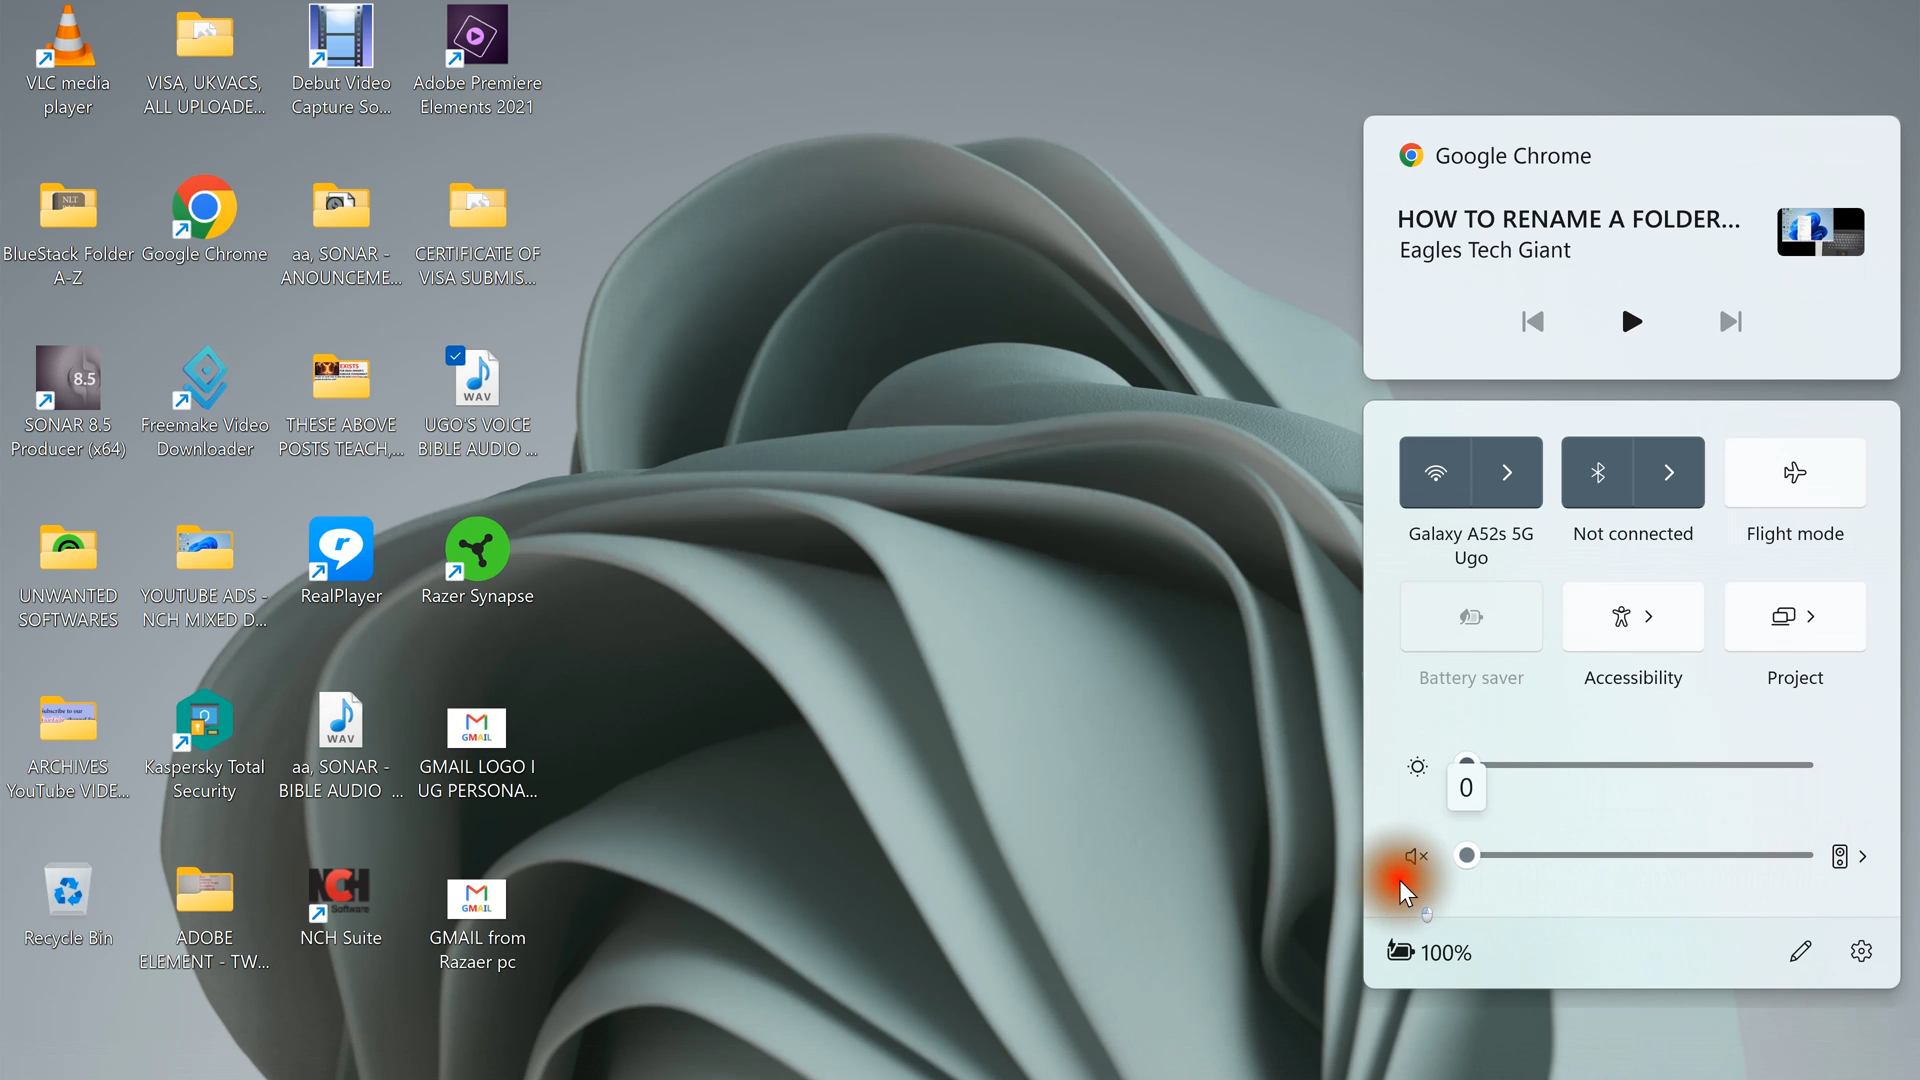 VLC media
player
VISA, UKVACS,
ALL UPLOADE...
Debut Video
Capture So...
Adobe Premiere
Elements 2021
BlueStack Folder
A-Z
Google Chrome
aa, SONAR -
ANOUNCEME...
CERTIFICATE OF
VISA SUBMIS...
8.5
SONAR 8.5
Producer (x64)
Freemake Video
Downloader
EXISTS
THESE ABOVE
POSTS TEACH,...
WAV
UGO'S VOICE
BIBLE AUDIO ...
UNWANTED
SOFTWARES
YOUTUBE ADS -
NCH MIXED D...
RealPlayer
Razer Synapse
ARCHIVES
YouTube VIDE...
Kaspersky Total
Security
WAV
aa, SONAR -
BIBLE AUDIO ...
GMAIL
GMAIL LOGO I
UG PERSONA...
Recycle Bin
ADOBE
ELEMENT - TW...
NCH
Software
NCH Suite
GMAIL
GMAIL from
Razaer pc
Google Chrome
HOW TO RENAME A FOLDER...
Eagles Tech Giant
Galaxy A52s 5G
Ugo
Not connected
Flight mode
Battery saver
Accessibility
Project
0
100%